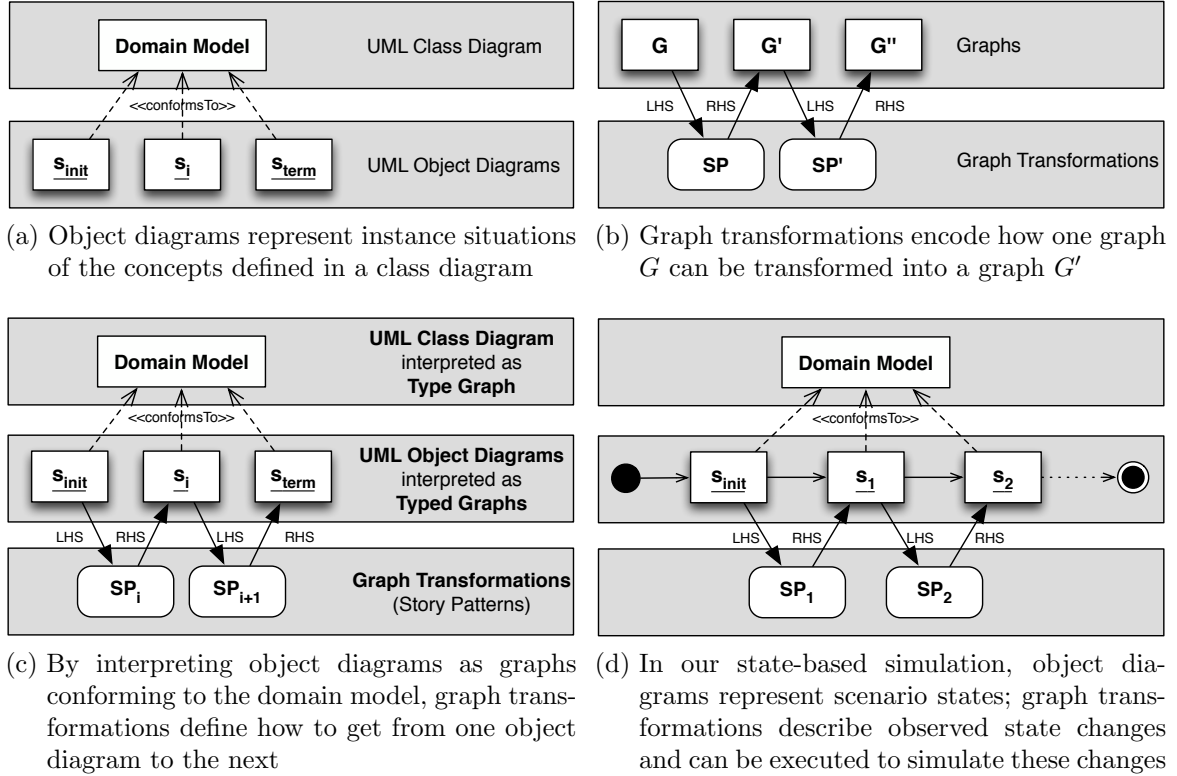 Domain Model
UML Class Diagram
<<conformsTo>>
s_init
s_i
s_term
UML Object Diagrams
(a) Object diagrams represent instance situations
of the concepts defined in a class diagram
G
G'
G''
Graphs
LHS
RHS
LHS
RHS
SP
SP'
Graph Transformations
(b) Graph transformations encode how one graph
G can be transformed into a graph G'
Domain Model
UML Class Diagram
interpreted as
Type Graph
<<conformsTo>>
s_init
s_i
s_term
UML Object Diagrams
interpreted as
Typed Graphs
LHS
RHS
LHS
RHS
SP_i
SP_i+1
Graph Transformations
(Story Patterns)
(c) By interpreting object diagrams as graphs
conforming to the domain model, graph trans-
formations define how to get from one object
diagram to the next
Domain Model
<<conformsTo>>
s_init
s_1
s_2
LHS
RHS
LHS
RHS
SP_1
SP_2
(d) In our state-based simulation, object dia-
grams represent scenario states; graph trans-
formations describe observed state changes
and can be executed to simulate these changes